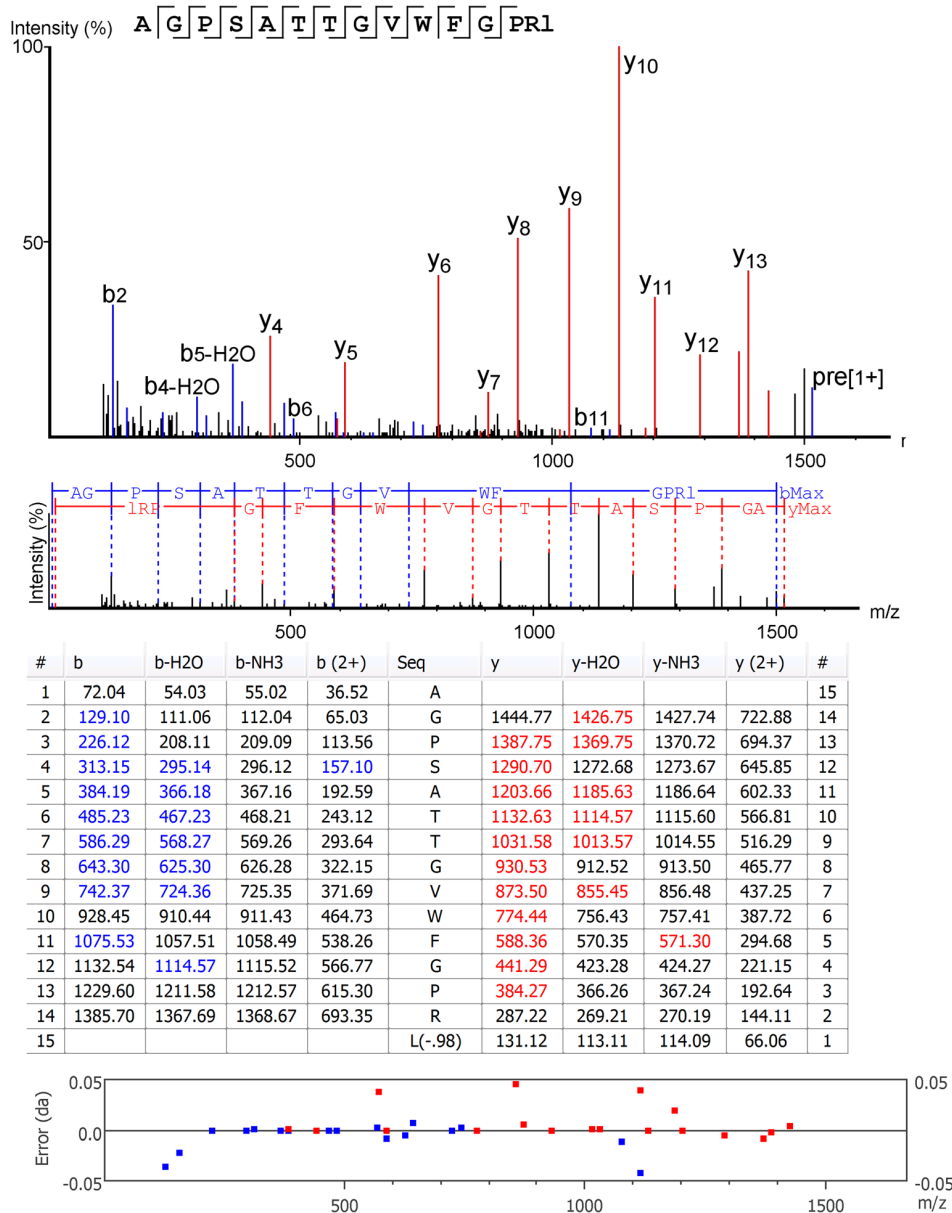 Intensity (%) A G P S A T T G V W F G PRl
100
y10
y9
y8
50
y6
y13
y11
b2
y4
y12
b5-H2O
y5
b4-H2O
y7
pre[1+]
b6
b11
500 1000 1500
AG P S A T T G V WF GPRl bMax
lRP G F W V G T T A S P GA yMax
Intensity (%)
m/z
500 1000 1500
# b b-H2O b-NH3 b (2+) Seq y y-H2O y-NH3 y (2+) #
1 72.04 54.03 55.02 36.52 A 15
2 129.10 111.06 112.04 65.03 G 1444.77 1426.75 1427.74 722.88 14
3 226.12 208.11 209.09 113.56 P 1387.75 1369.75 1370.72 694.37 13
4 313.15 295.14 296.12 157.10 S 1290.70 1272.68 1273.67 645.85 12
5 384.19 366.18 367.16 192.59 A 1203.66 1185.63 1186.64 602.33 11
6 485.23 467.23 468.21 243.12 T 1132.63 1114.57 1115.60 566.81 10
7 586.29 568.27 569.26 293.64 T 1031.58 1013.57 1014.55 516.29 9
8 643.30 625.30 626.28 322.15 G 930.53 912.52 913.50 465.77 8
9 742.37 724.36 725.35 371.69 V 873.50 855.45 856.48 437.25 7
10 928.45 910.44 911.43 464.73 W 774.44 756.43 757.41 387.72 6
11 1075.53 1057.51 1058.49 538.26 F 588.36 570.35 571.30 294.68 5
12 1132.54 1114.57 1115.52 566.77 G 441.29 423.28 424.27 221.15 4
13 1229.60 1211.58 1212.57 615.30 P 384.27 366.26 367.24 192.64 3
14 1385.70 1367.69 1368.67 693.35 R 287.22 269.21 270.19 144.11 2
15 L(-.98) 131.12 113.11 114.09 66.06 1
0.05 0.05
Error (da)
0.0
-0.05 -0.05
500 1000 1500 m/z